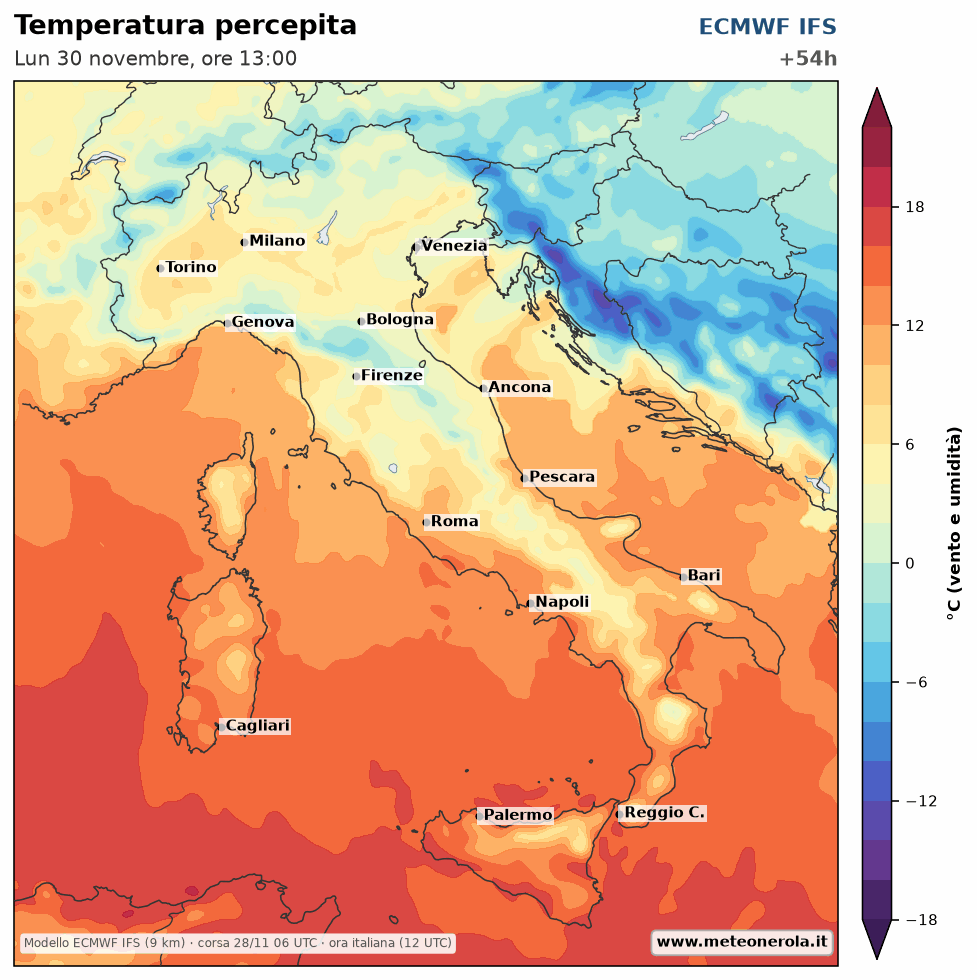 Temperatura percepita
ECMWF IFS
Lun 30 novembre, ore 13:00
+54h
Milano
Venezia
Torino
Genova
Bologna
Firenze
Ancona
Pescara
Roma
Bari
Napoli
Cagliari
Palermo
Reggio C.
18
12
6
0
−6
−12
−18
°C (vento e umidità)
Modello ECMWF IFS (9 km) · corsa 28/11 06 UTC · ora italiana (12 UTC)
www.meteonerola.it